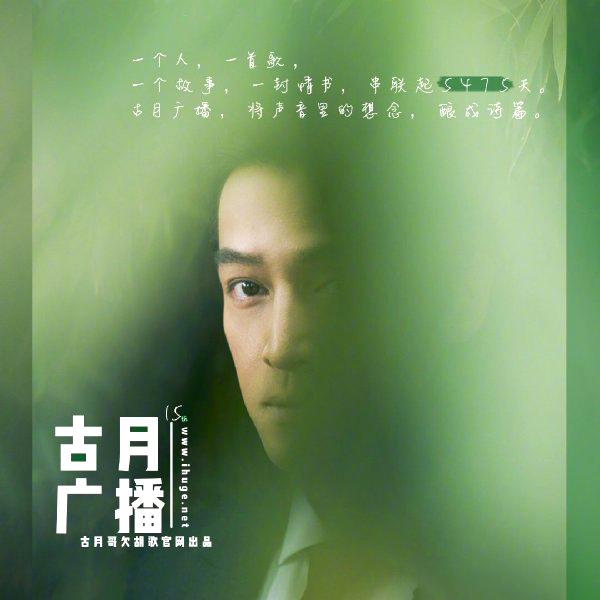 一个人，一首歌，
一个故事，一封情书，串联起5475天。
古月广播，将声音里的想念，酿成诗篇。
15th
古月
广播
www.ihuge.net
古月哥欠胡歌官网出品